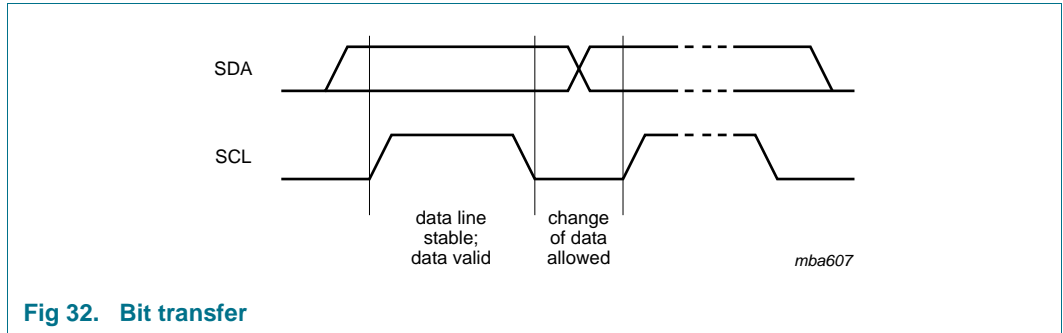 SDA
SCL
data line
stable;
data valid
change
of data
allowed
mba607
Fig 32. Bit transfer